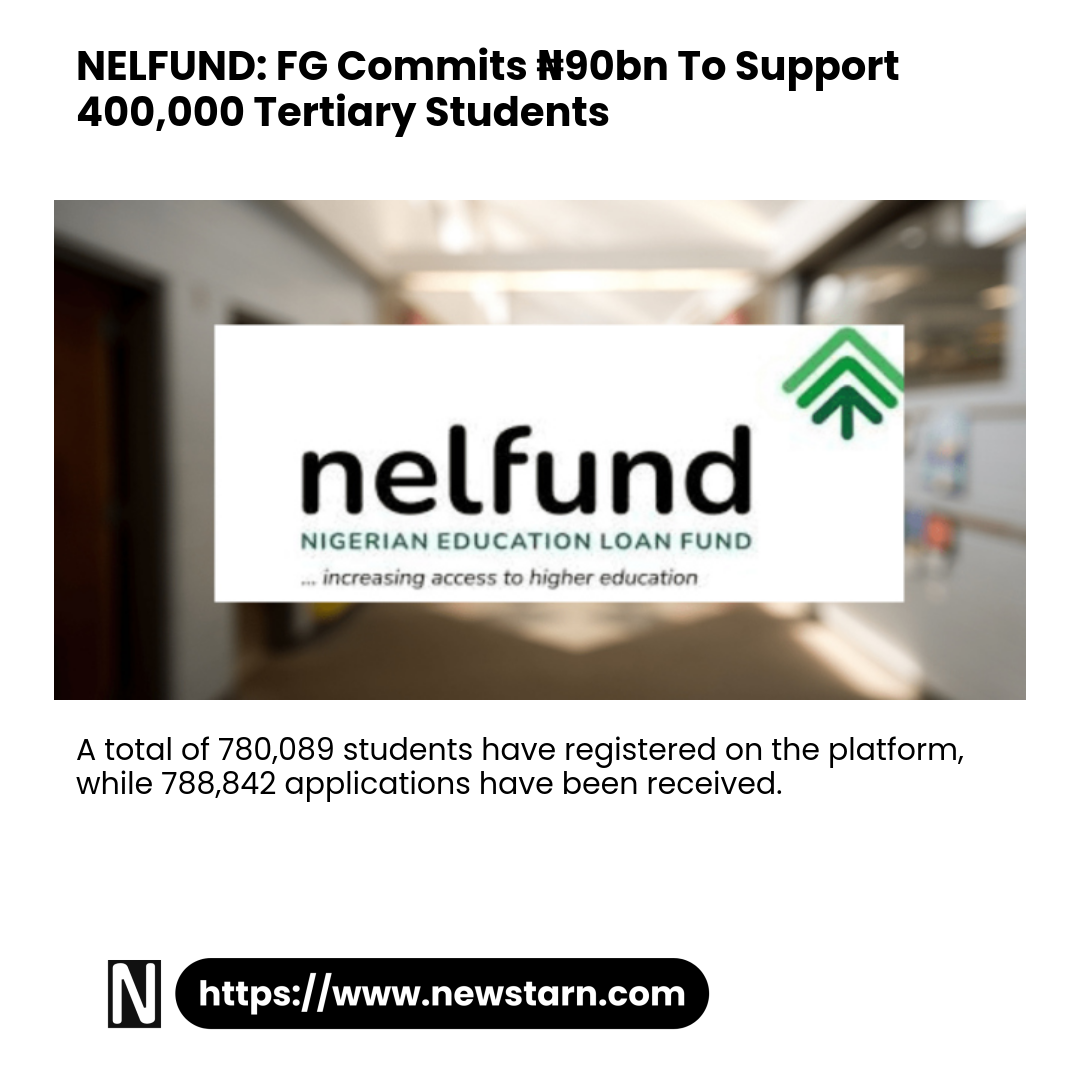 NELFUND: FG Commits ₦90bn To Support
400,000 Tertiary Students
nelfund
NIGERIAN EDUCATION LOAN FUND
... increasing access to higher education
A total of 780,089 students have registered on the platform,
while 788,842 applications have been received.
N
https://www.newstarn.com